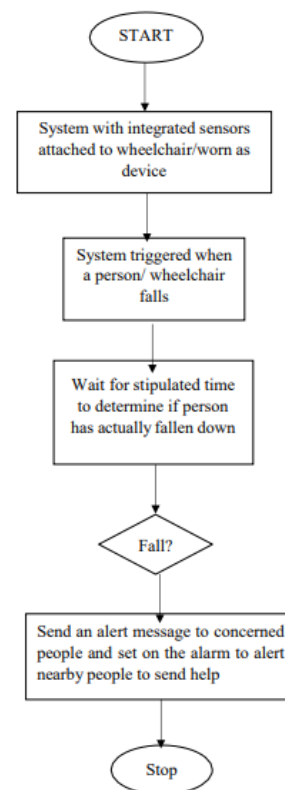 START
System with integrated sensors
attached to wheelchair/worn as
device
System triggered when
a person/ wheelchair
falls
Wait for stipulated time
to determine if person
has actually fallen down
Fall?
Send an alert message to concerned
people and set on the alarm to alert
nearby people to send help
Stop